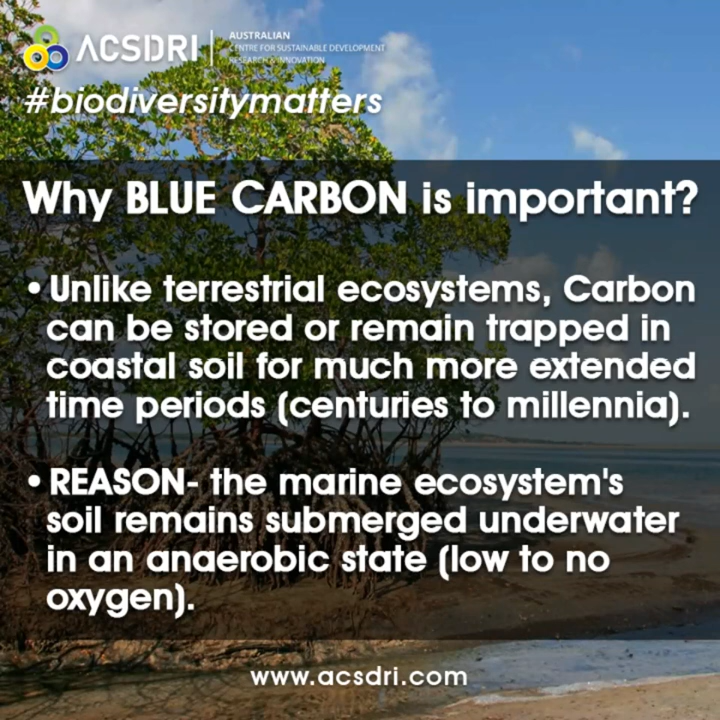 ACSDRI
AUSTRALIAN
CENTRE FOR SUSTAINABLE DEVELOPMENT
RESEARCH & INNOVATION
#biodiversitymatters
Why BLUE CARBON is important?
• Unlike terrestrial ecosystems, Carbon
can be stored or remain trapped in
coastal soil for much more extended
time periods (centuries to millennia).
• REASON- the marine ecosystem's
soil remains submerged underwater
in an anaerobic state (low to no
oxygen).
www.acsdri.com